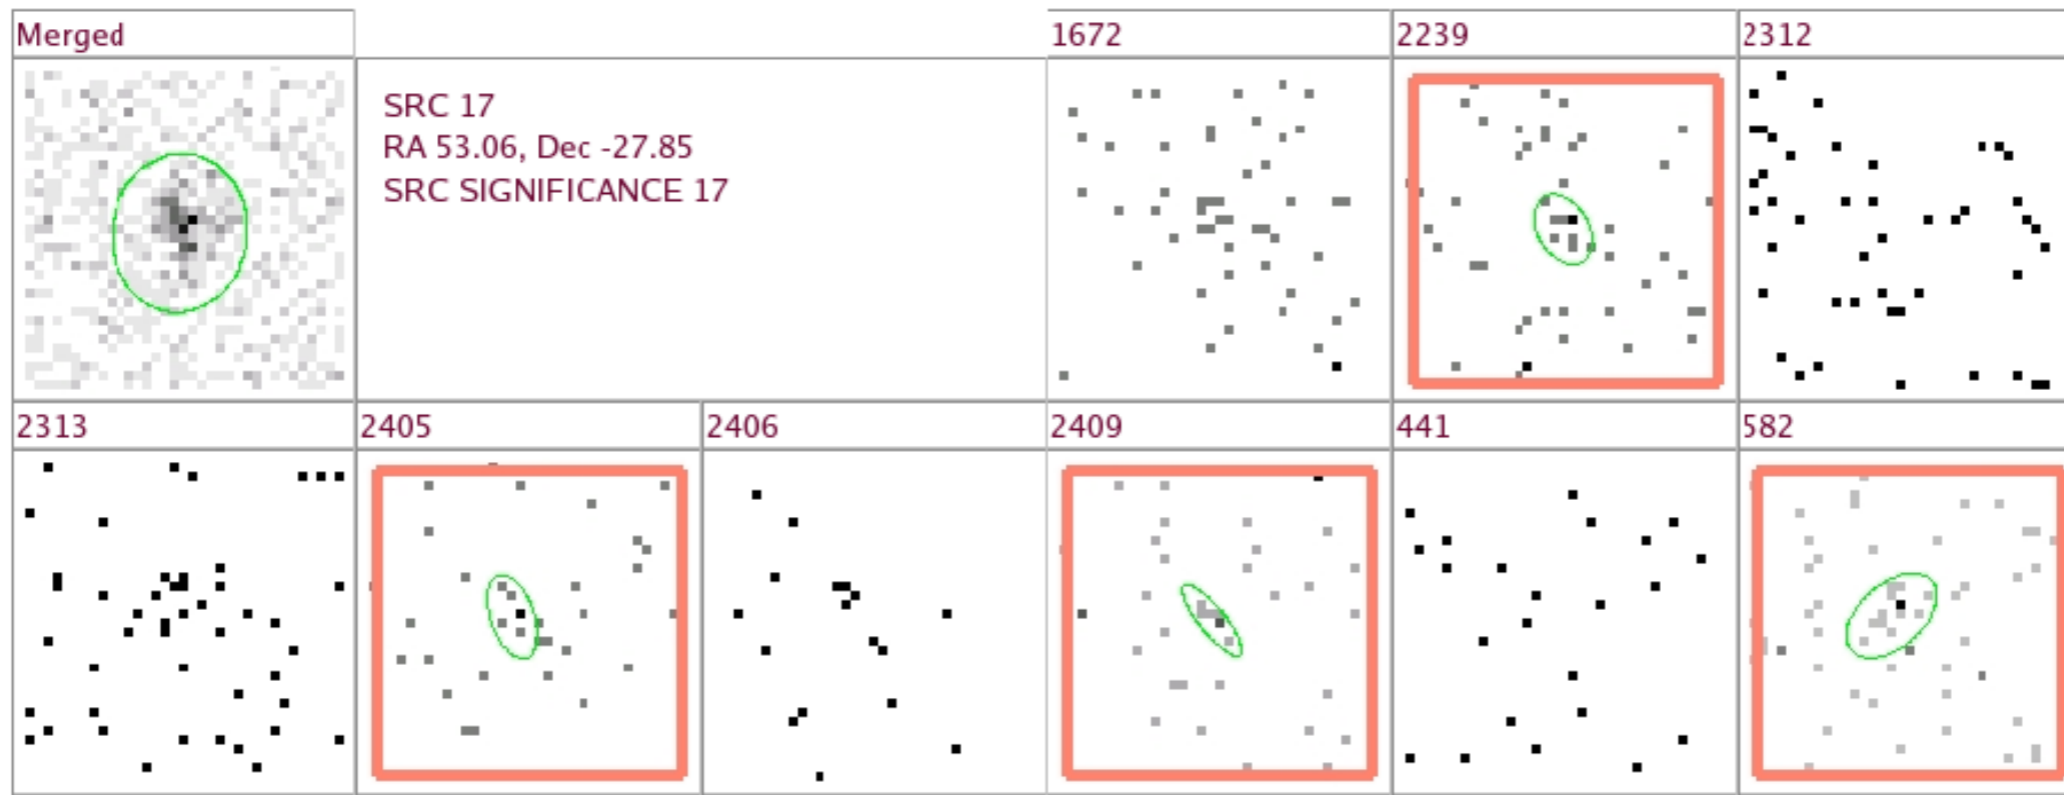 Merged
1672
2239
2312
SRC 17
RA 53.06, Dec -27.85
SRC SIGNIFICANCE 17
2313
2405
2406
2409
441
582